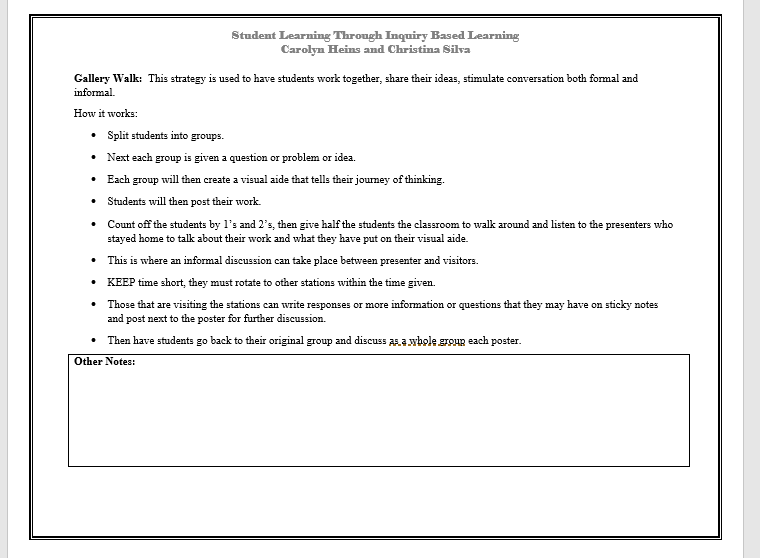 Student Learning Through Inquiry Based Learning
Carolyn Heins and Christina Silva
Gallery Walk: This strategy is used to have students work together, share their ideas, stimulate conversation both formal and
informal.
How it works:
• Split students into groups.
• Next each group is given a question or problem or idea.
• Each group will then create a visual aide that tells their journey of thinking.
• Students will then post their work.
• Count off the students by 1’s and 2’s, then give half the students the classroom to walk around and listen to the presenters who
stayed home to talk about their work and what they have put on their visual aide.
• This is where an informal discussion can take place between presenter and visitors.
• KEEP time short, they must rotate to other stations within the time given.
• Those that are visiting the stations can write responses or more information or questions that they may have on sticky notes
and post next to the poster for further discussion.
• Then have students go back to their original group and discuss as a whole group each poster.
Other Notes: